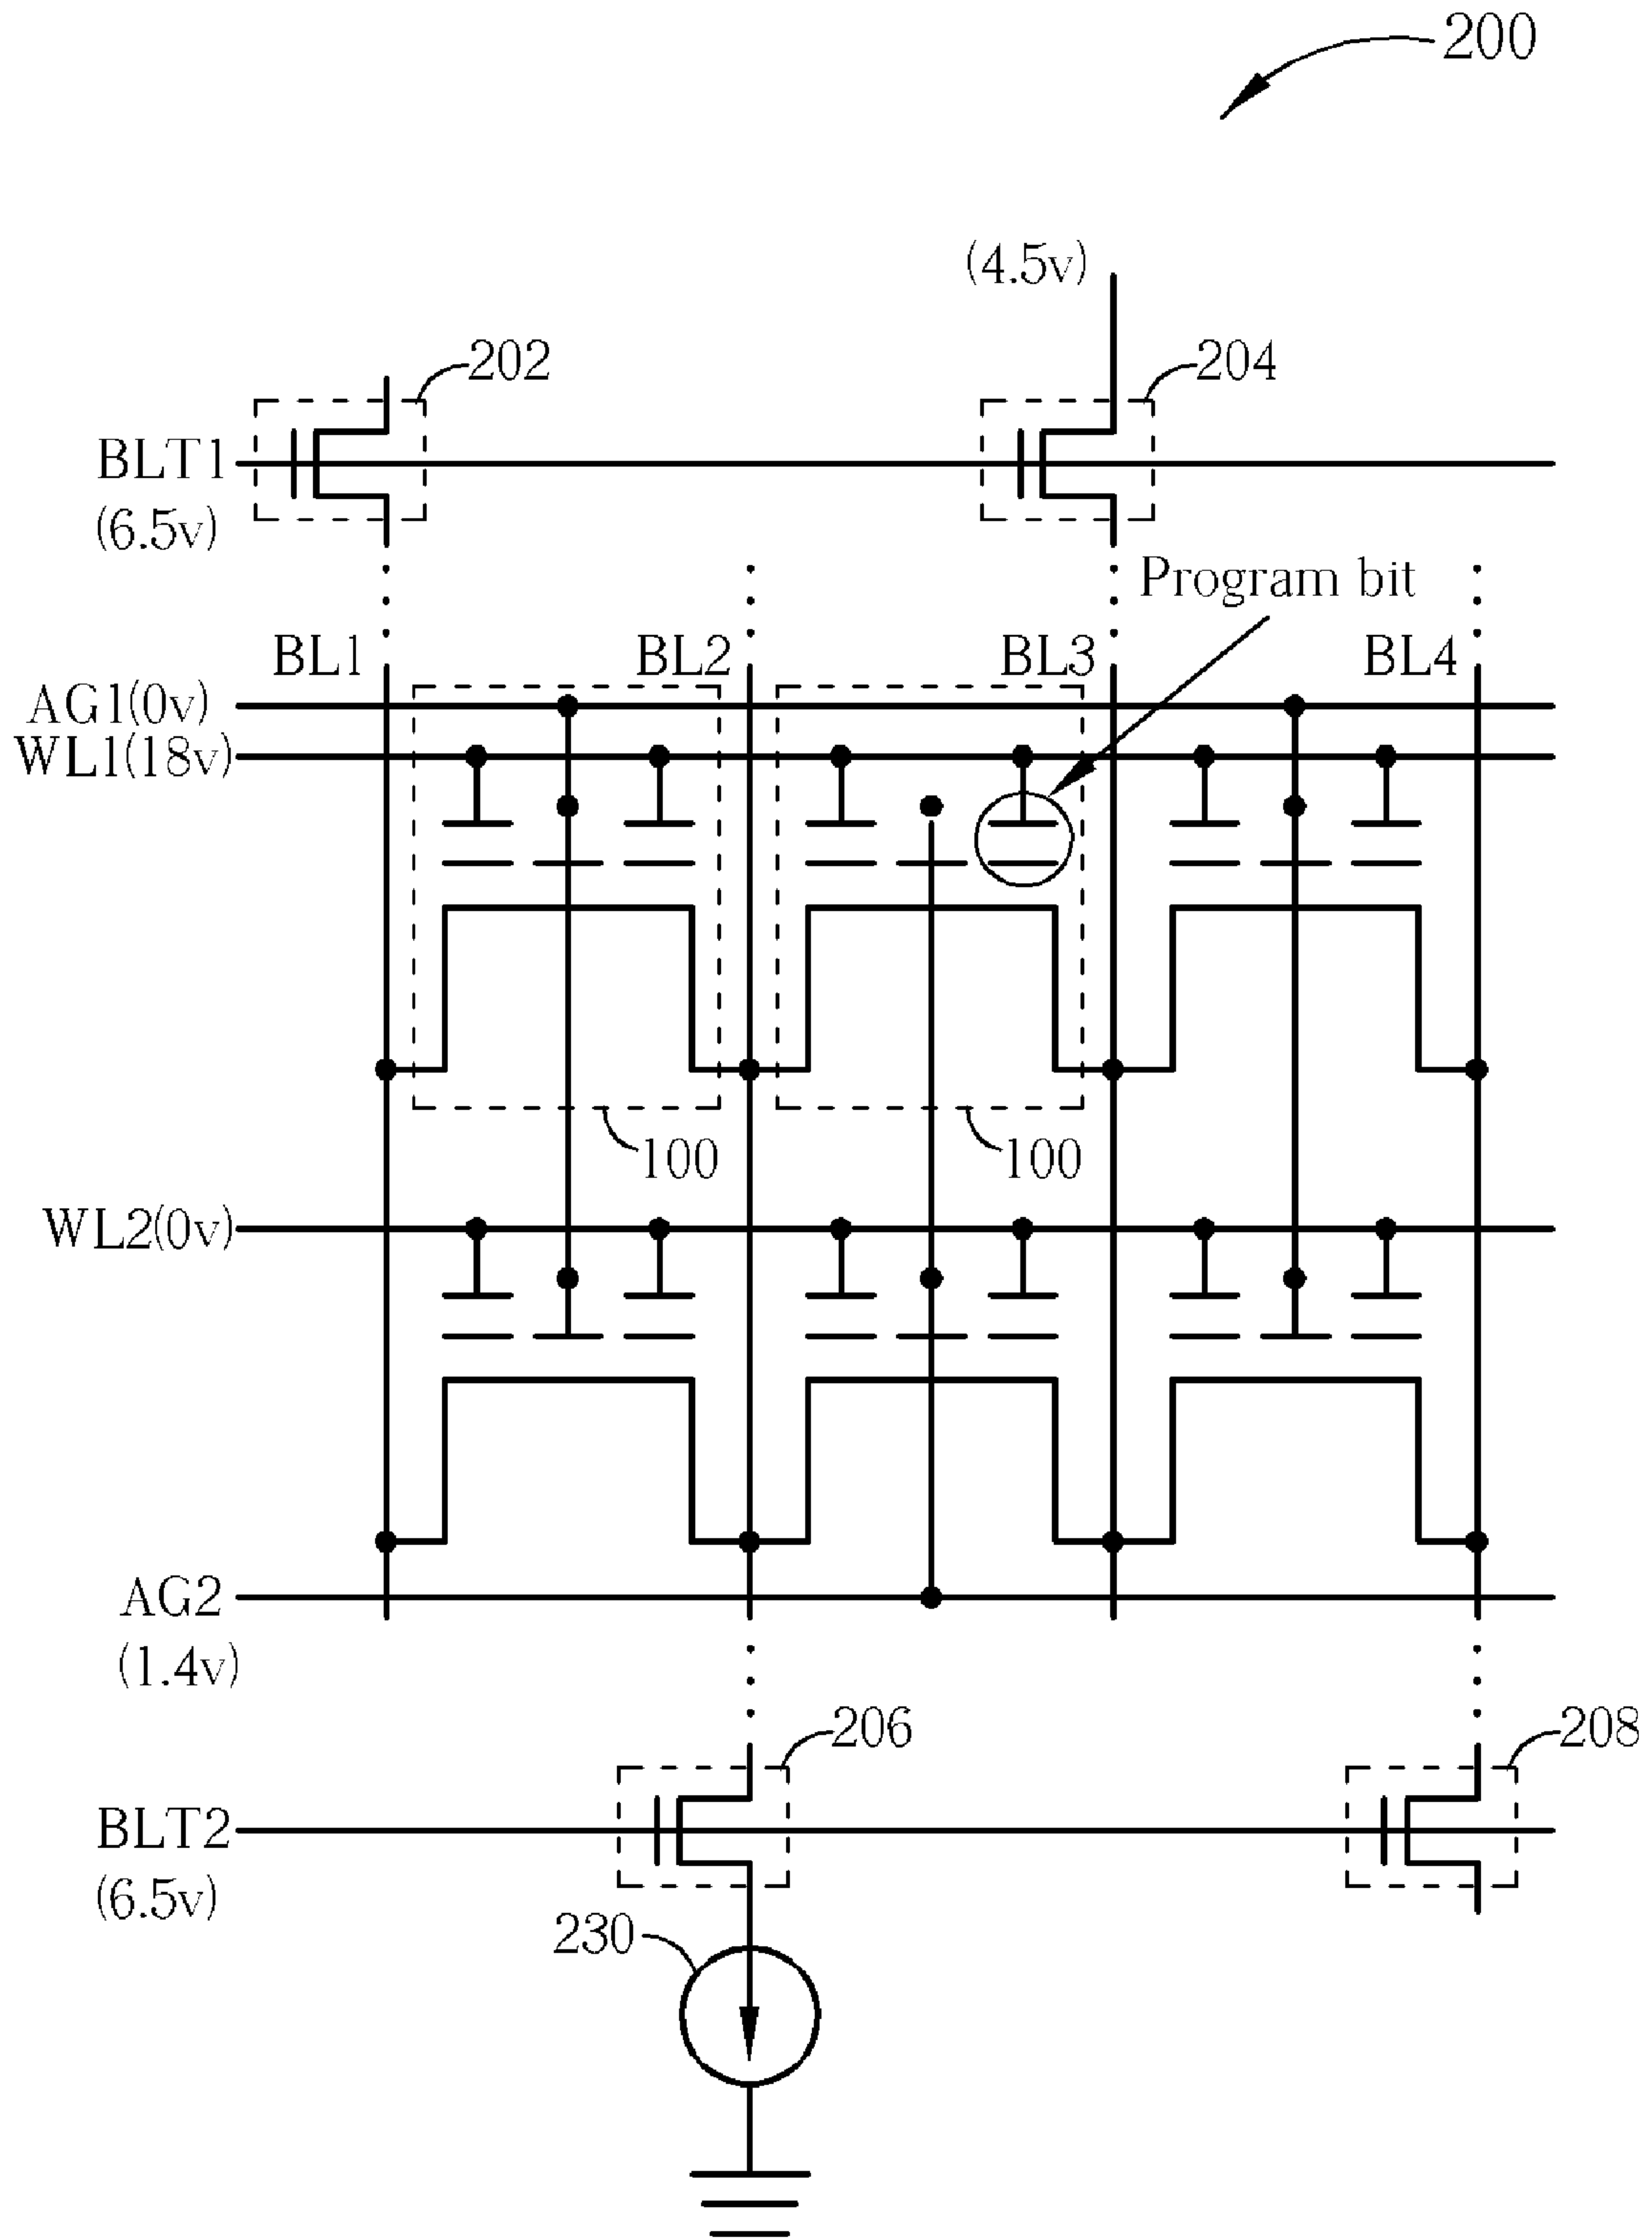 200
(4.5v)
202
204
BLT1
(6.5v)
Program bit
BL1
BL2
BL3
BL4
AG1(0v)
WL1(18v)
100
100
WL2(0v)
AG2
(1.4v)
206
208
BLT2
(6.5v)
230